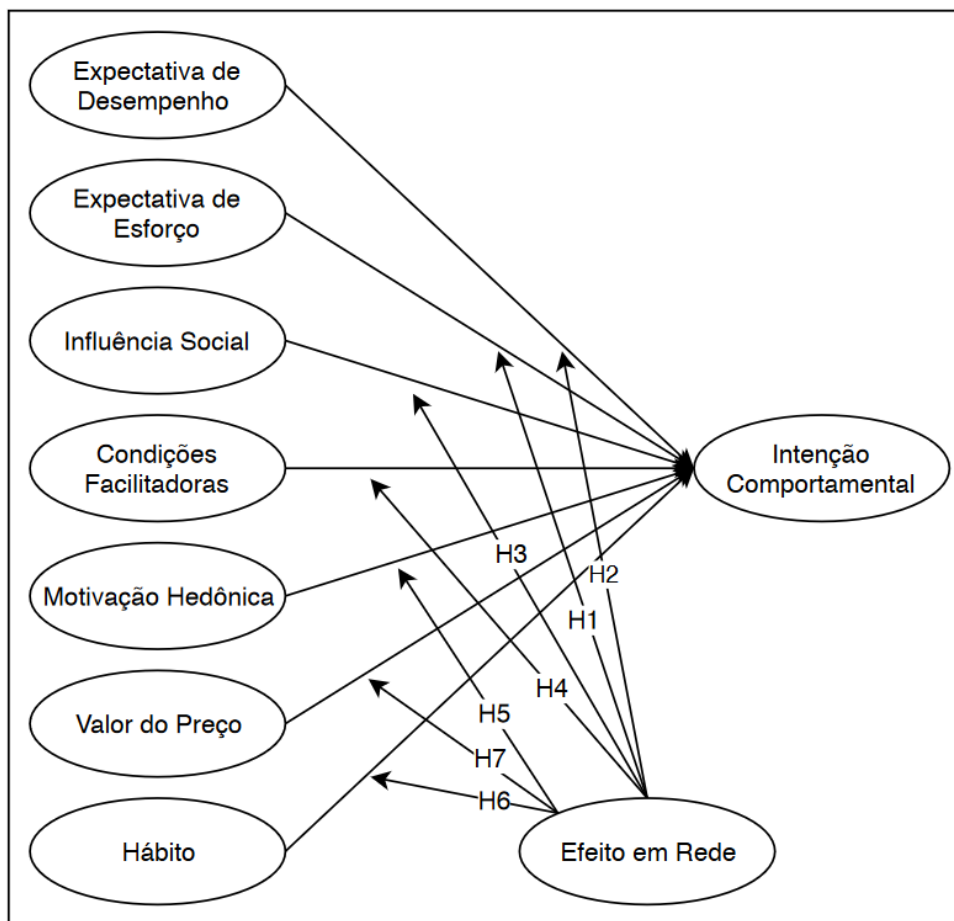 Expectativa de
Desempenho
Expectativa de
Esforço
Influência Social
Condições
Facilitadoras
Intenção
Comportamental
H3
H2
Motivação Hedônica
H1
H4
H5
Valor do Preço
H7
H6
Hábito
Efeito em Rede